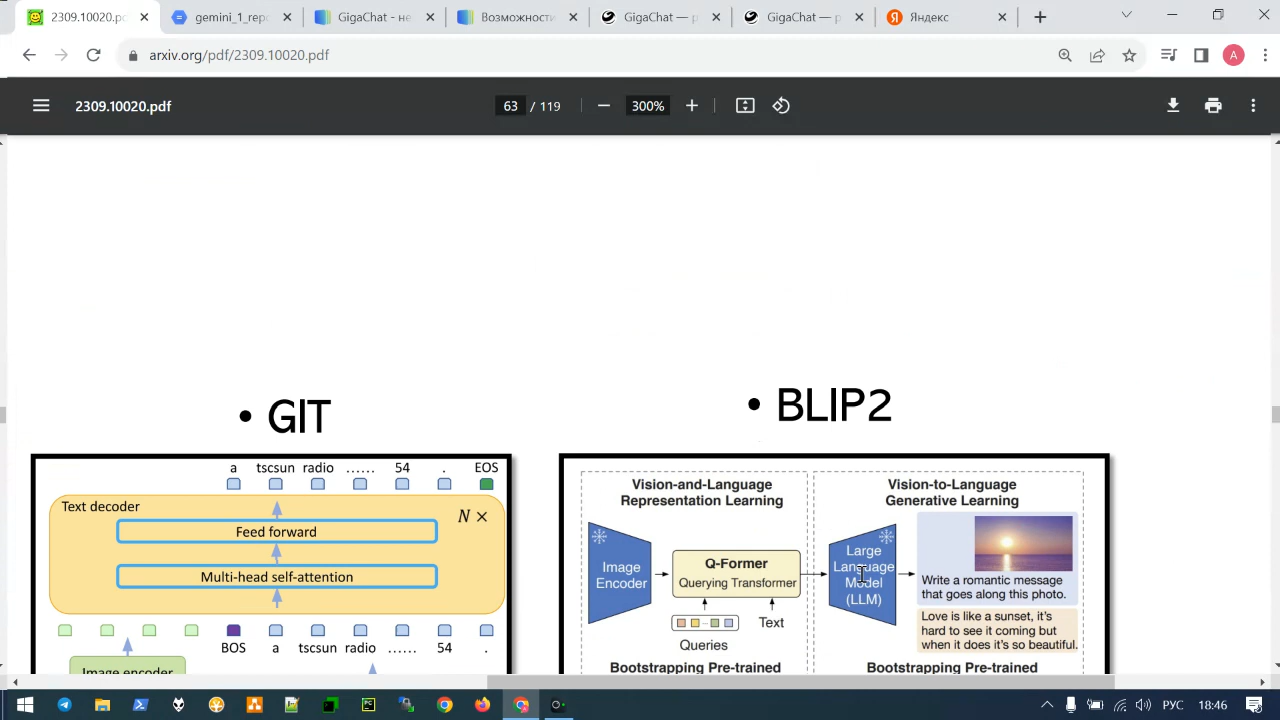 2309.10020.pdf
gemini_1_rep
GigaChat - не
Возможности
GigaChat — р
GigaChat — р
Яндекс
arxiv.org/pdf/2309.10020.pdf
A
2309.10020.pdf
63 / 119
300%
• GIT
• BLIP2
a tscsun radio ...... 54 . EOS
Text decoder
N ×
Feed forward
Multi-head self-attention
BOS a tscsun radio ...... 54 .
Image encoder
Vision-and-Language
Representation Learning
Image
Encoder
Q-Former
Querying Transformer
Queries
Text
Bootstrapping Pre-trained
Vision-to-Language
Generative Learning
Large
Language
Model
(LLM)
Write a romantic message
that goes along this photo.
Love is like a sunset, it's
hard to see it coming but
when it does it's so beautiful.
Bootstrapping Pre-trained
РУС
18:46